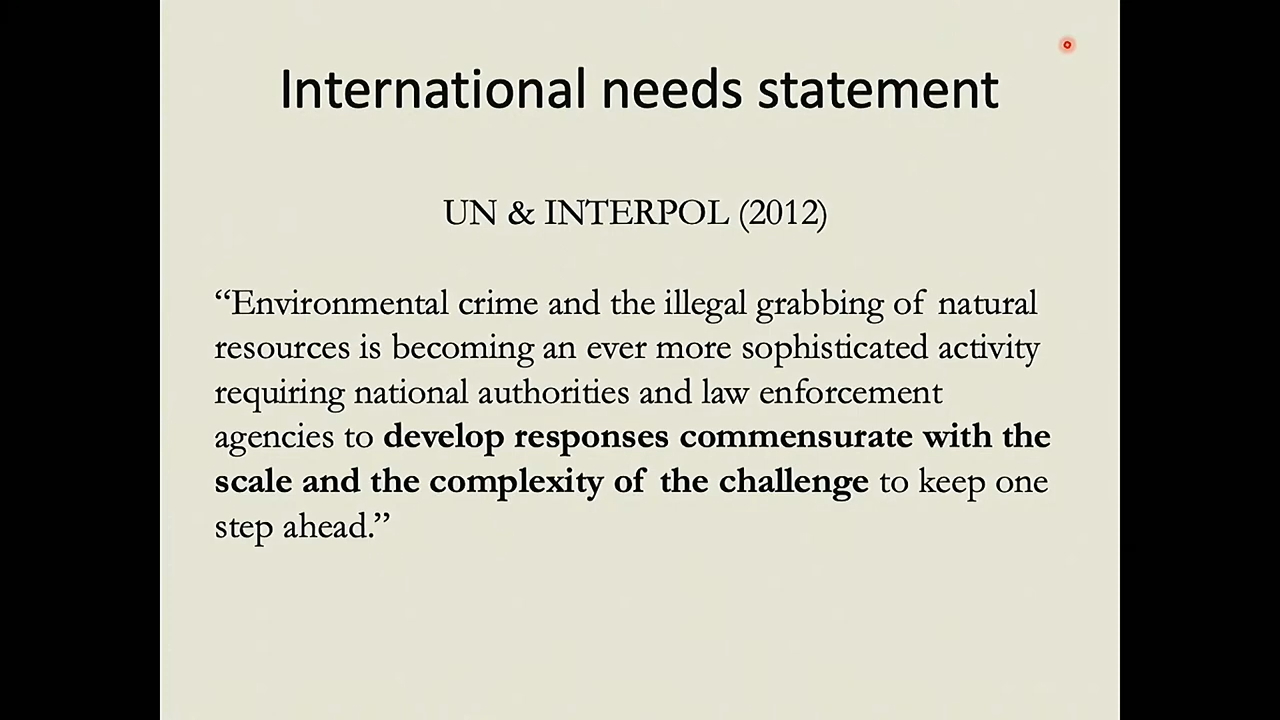 International needs statement
UN & INTERPOL (2012)
“Environmental crime and the illegal grabbing of natural
resources is becoming an ever more sophisticated activity
requiring national authorities and law enforcement
agencies to develop responses commensurate with the
scale and the complexity of the challenge to keep one
step ahead.”